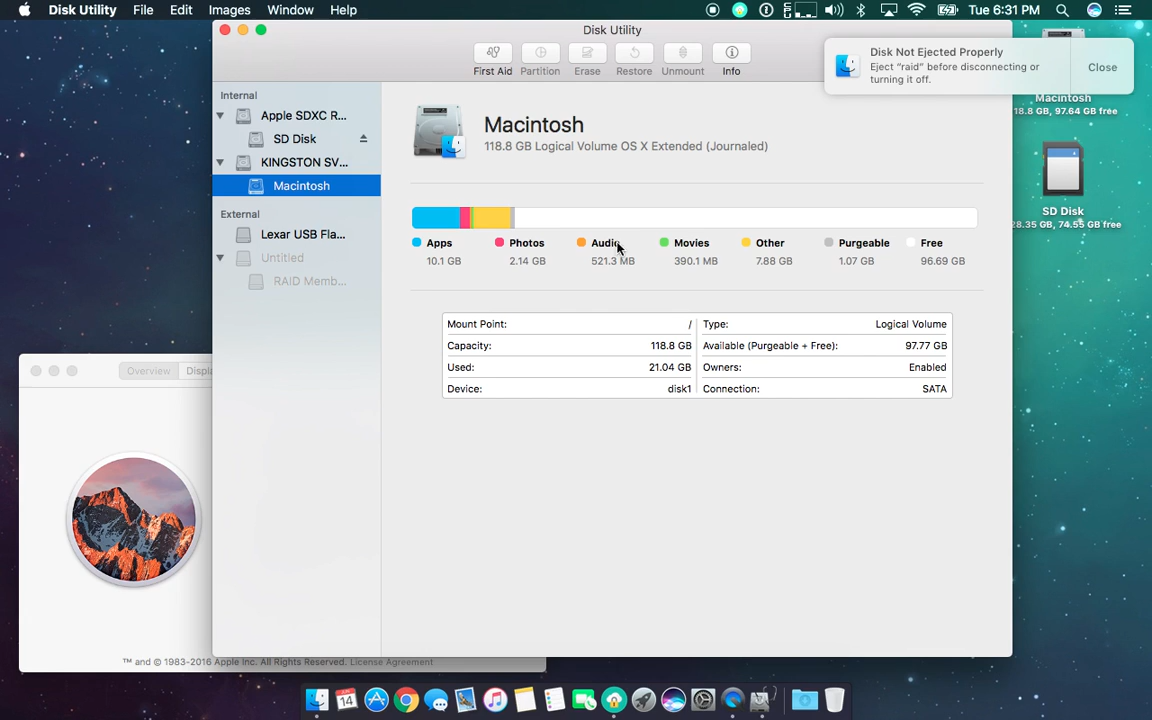 Disk Utility File Edit Images Window Help
Tue 6:31 PM
Disk Utility
First Aid Partition Erase Restore Unmount Info
Disk Not Ejected Properly
Eject “raid” before disconnecting or
turning it off.
Close
Macintosh
18.8 GB, 97.64 GB free
SD Disk
28.35 GB, 74.55 GB free
Internal
Apple SDXC R...
SD Disk
KINGSTON SV...
Macintosh
External
Lexar USB Fla...
Untitled
RAID Memb...
Macintosh
118.8 GB Logical Volume OS X Extended (Journaled)
Apps Photos Audio Movies Other Purgeable Free
10.1 GB 2.14 GB 521.3 MB 390.1 MB 7.88 GB 1.07 GB 96.69 GB
Mount Point: / Type: Logical Volume
Capacity: 118.8 GB Available (Purgeable + Free): 97.77 GB
Used: 21.04 GB Owners: Enabled
Device: disk1 Connection: SATA
Overview Displa
™ and © 1983-2016 Apple Inc. All Rights Reserved. License Agreement
14